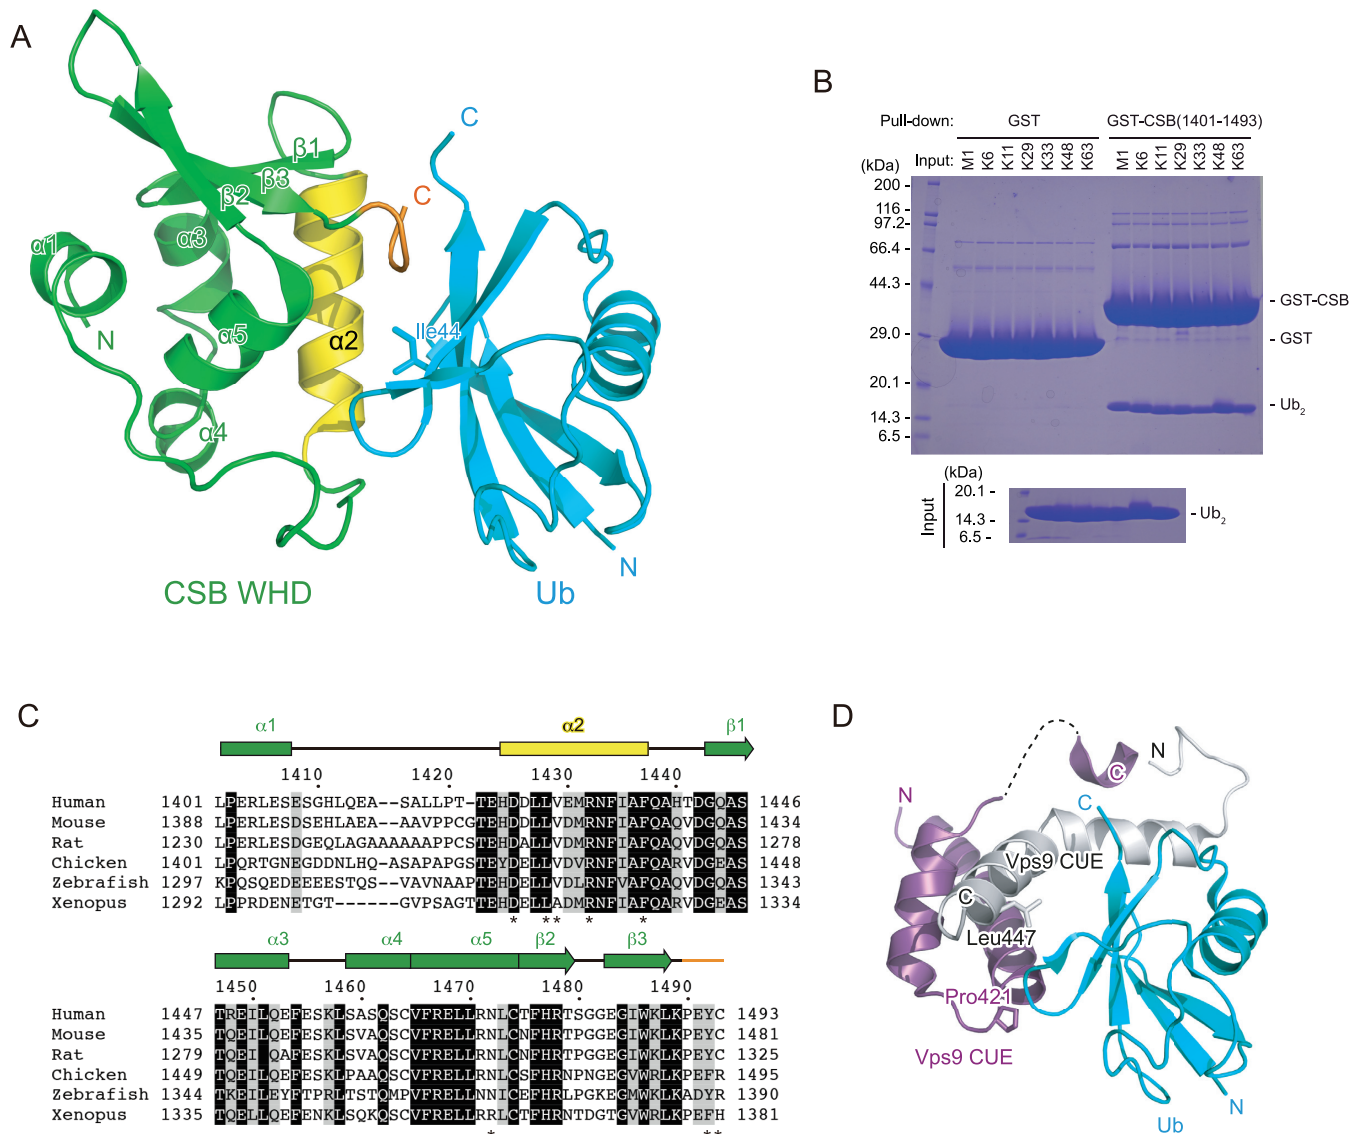 A
C
β1
β3
C
β2
α3
α1
Ile44
N
α5
α2
α4
N
CSB WHD
Ub
B
Pull-down: GST GST-CSB(1401-1493)
Input: M1 K6 K11 K29 K33 K48 K63 M1 K6 K11 K29 K33 K48 K63
(kDa)
200 -
116 -
97.2 -
66.4 -
44.3 -
- GST-CSB
29.0 -
- GST
20.1 -
- Ub2
14.3 -
6.5 -
(kDa)
20.1 -
Input
- Ub2
14.3 -
6.5 -
C
α1 α2 β1
1410 1420 1430 1440
Human 1401 LPERLESESGHLQEA--SALLPT-TEHDDLLVEMRNFIAFQAHTDGQAS 1446
Mouse 1388 LPERLESDSEHLAEA--AAVPPCGTEHDDLLVDMRNFIAFQAQVDGQAS 1434
Rat 1230 LPERLESDGEQLAGAAAAAAPPCSTEHDALLVDMRNFIAFQAQVDGQAS 1278
Chicken 1401 LPQRTGNEGDDNLHQ-ASAPAPGSTEYDELLVDMRNFIAFQARVDGEAS 1448
Zebrafish 1297 KPQSQEDEEEESTQS--VAVNAAPTEHDELLVDLRNFVAFQAQVDGQAS 1343
Xenopus 1292 LPPRDENETGT------GVPSAGTTEHDELLADMRNFIAFQAQVDGQAS 1334
* ** * *
α3 α4 α5 β2 β3
1450 1460 1470 1480 1490
Human 1447 TREILQEFESKLSASQSCVFRELLRNLCTFHRTSGGEGIWKLKPEYC 1493
Mouse 1435 TQEILQEFESKLSVAQSCVFRELLRNLCNFHRTPGGEGIWKLKPEYC 1481
Rat 1279 TQEILQAFESKLSVAQSCVFRELLRNLCNFHRTPGGEGIWKLKPEYC 1325
Chicken 1449 TQEILQEFESKLPAAQSCVFRELLRNLCSFHRNPNGEGVWRLKPEFR 1495
Zebrafish 1344 TKEILEYFTPRLTSTQMPVFRELLRNICEFHRLPGKEGMWKLKADYR 1390
Xenopus 1335 TQELLQEFENKLSQKQSCVFRELLRRLCTFHRNTDGTGVWRLKPEFH 1381
* **
D
N
C
N
C
Vps9 CUE
C
Leu447
Pro421
Vps9 CUE
N
Ub